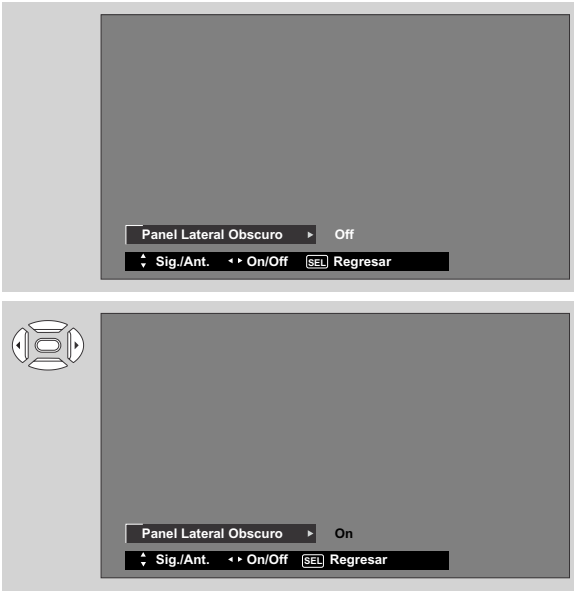 Panel Lateral Obscuro Off
Sig./Ant. On/Off SEL Regresar
Panel Lateral Obscuro On
Sig./Ant. On/Off SEL Regresar